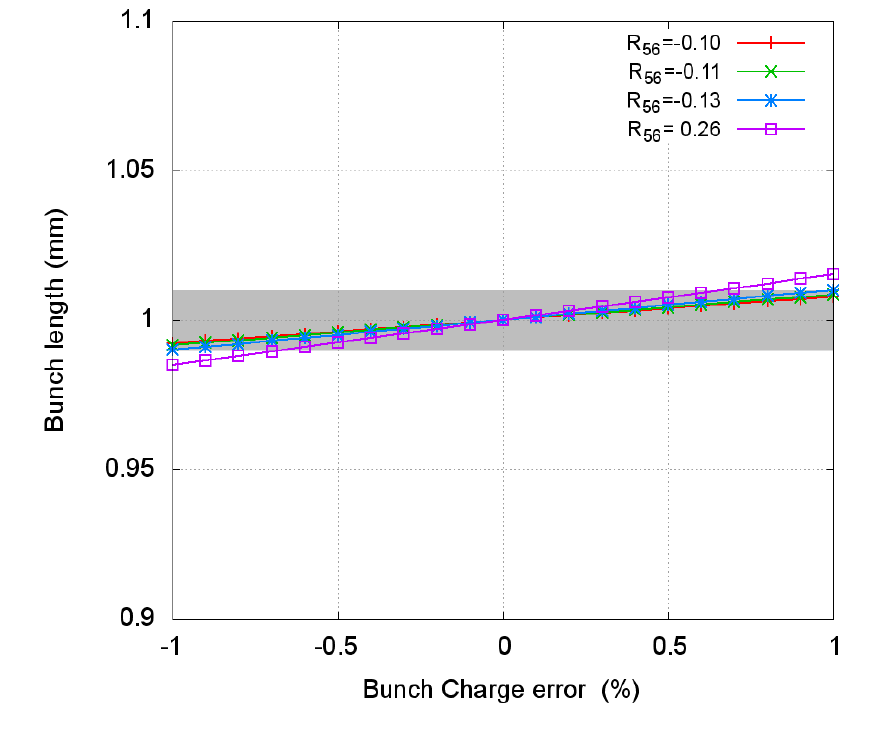 1.1
1.05
1
0.95
0.9
-1
-0.5
0
0.5
1
Bunch length (mm)
Bunch Charge error (%)
R56=-0.10
R56=-0.11
R56=-0.13
R56= 0.26